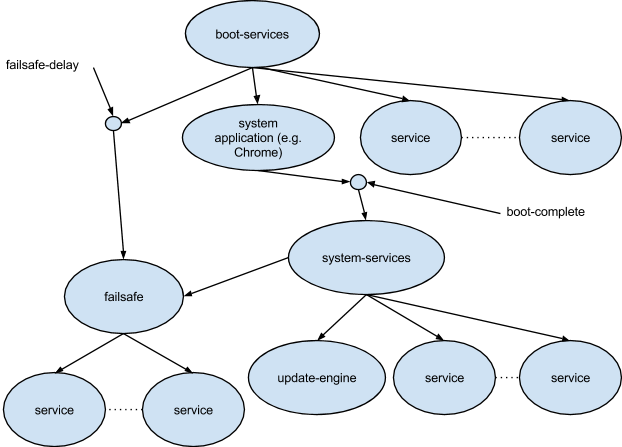 boot-services
failsafe-delay
system
application (e.g.
Chrome)
service
service
boot-complete
system-services
failsafe
update-engine
service
service
service
service